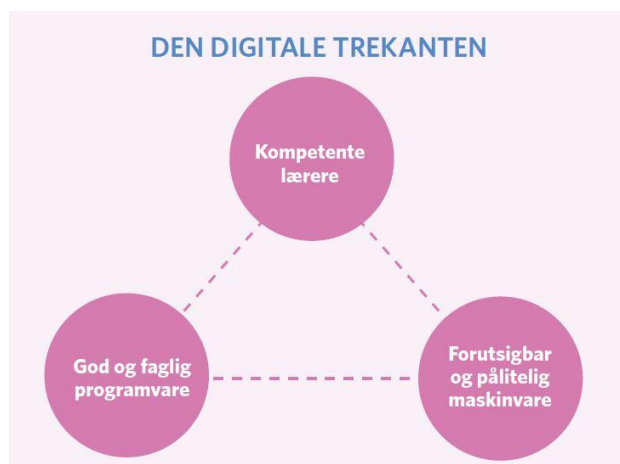 DEN DIGITALE TREKANTEN
Kompetente
lærere
God og faglig
programvare
Forutsigbar
og pålitelig
maskinvare